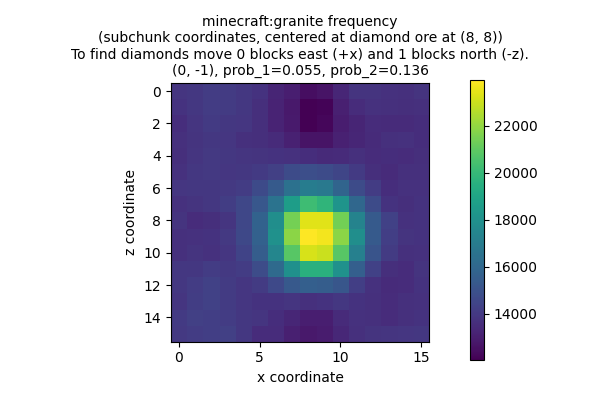 minecraft:granite frequency
(subchunk coordinates, centered at diamond ore at (8, 8))
To find diamonds move 0 blocks east (+x) and 1 blocks north (-z).
(0, -1), prob_1=0.055, prob_2=0.136
0
2
4
6
8
10
12
14
z coordinate
0
5
10
15
x coordinate
22000
20000
18000
16000
14000